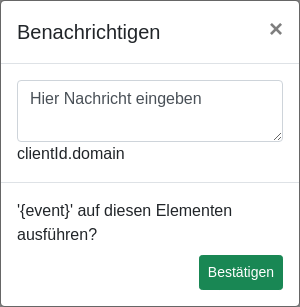 Benachrichtigen
×
Hier Nachricht eingeben
clientId.domain
'{event}' auf diesen Elementen
ausführen?
Bestätigen